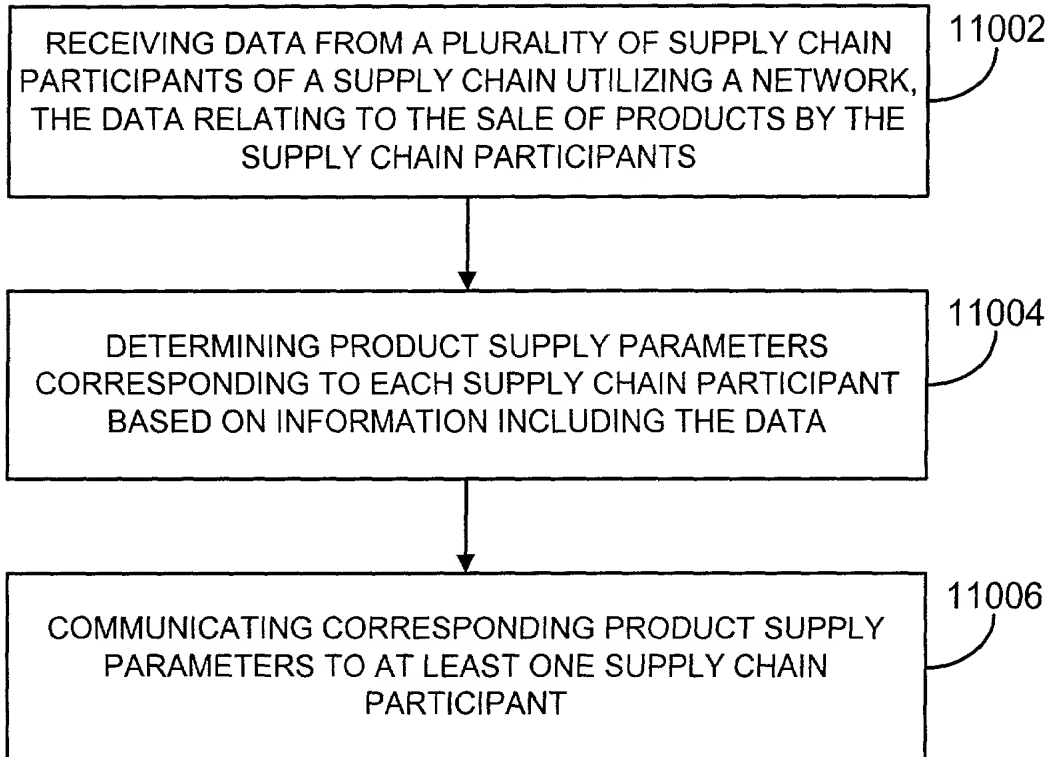 11002
RECEIVING DATA FROM A PLURALITY OF SUPPLY CHAIN
PARTICIPANTS OF A SUPPLY CHAIN UTILIZING A NETWORK,
THE DATA RELATING TO THE SALE OF PRODUCTS BY THE
SUPPLY CHAIN PARTICIPANTS
11004
DETERMINING PRODUCT SUPPLY PARAMETERS
CORRESPONDING TO EACH SUPPLY CHAIN PARTICIPANT
BASED ON INFORMATION INCLUDING THE DATA
11006
COMMUNICATING CORRESPONDING PRODUCT SUPPLY
PARAMETERS TO AT LEAST ONE SUPPLY CHAIN
PARTICIPANT